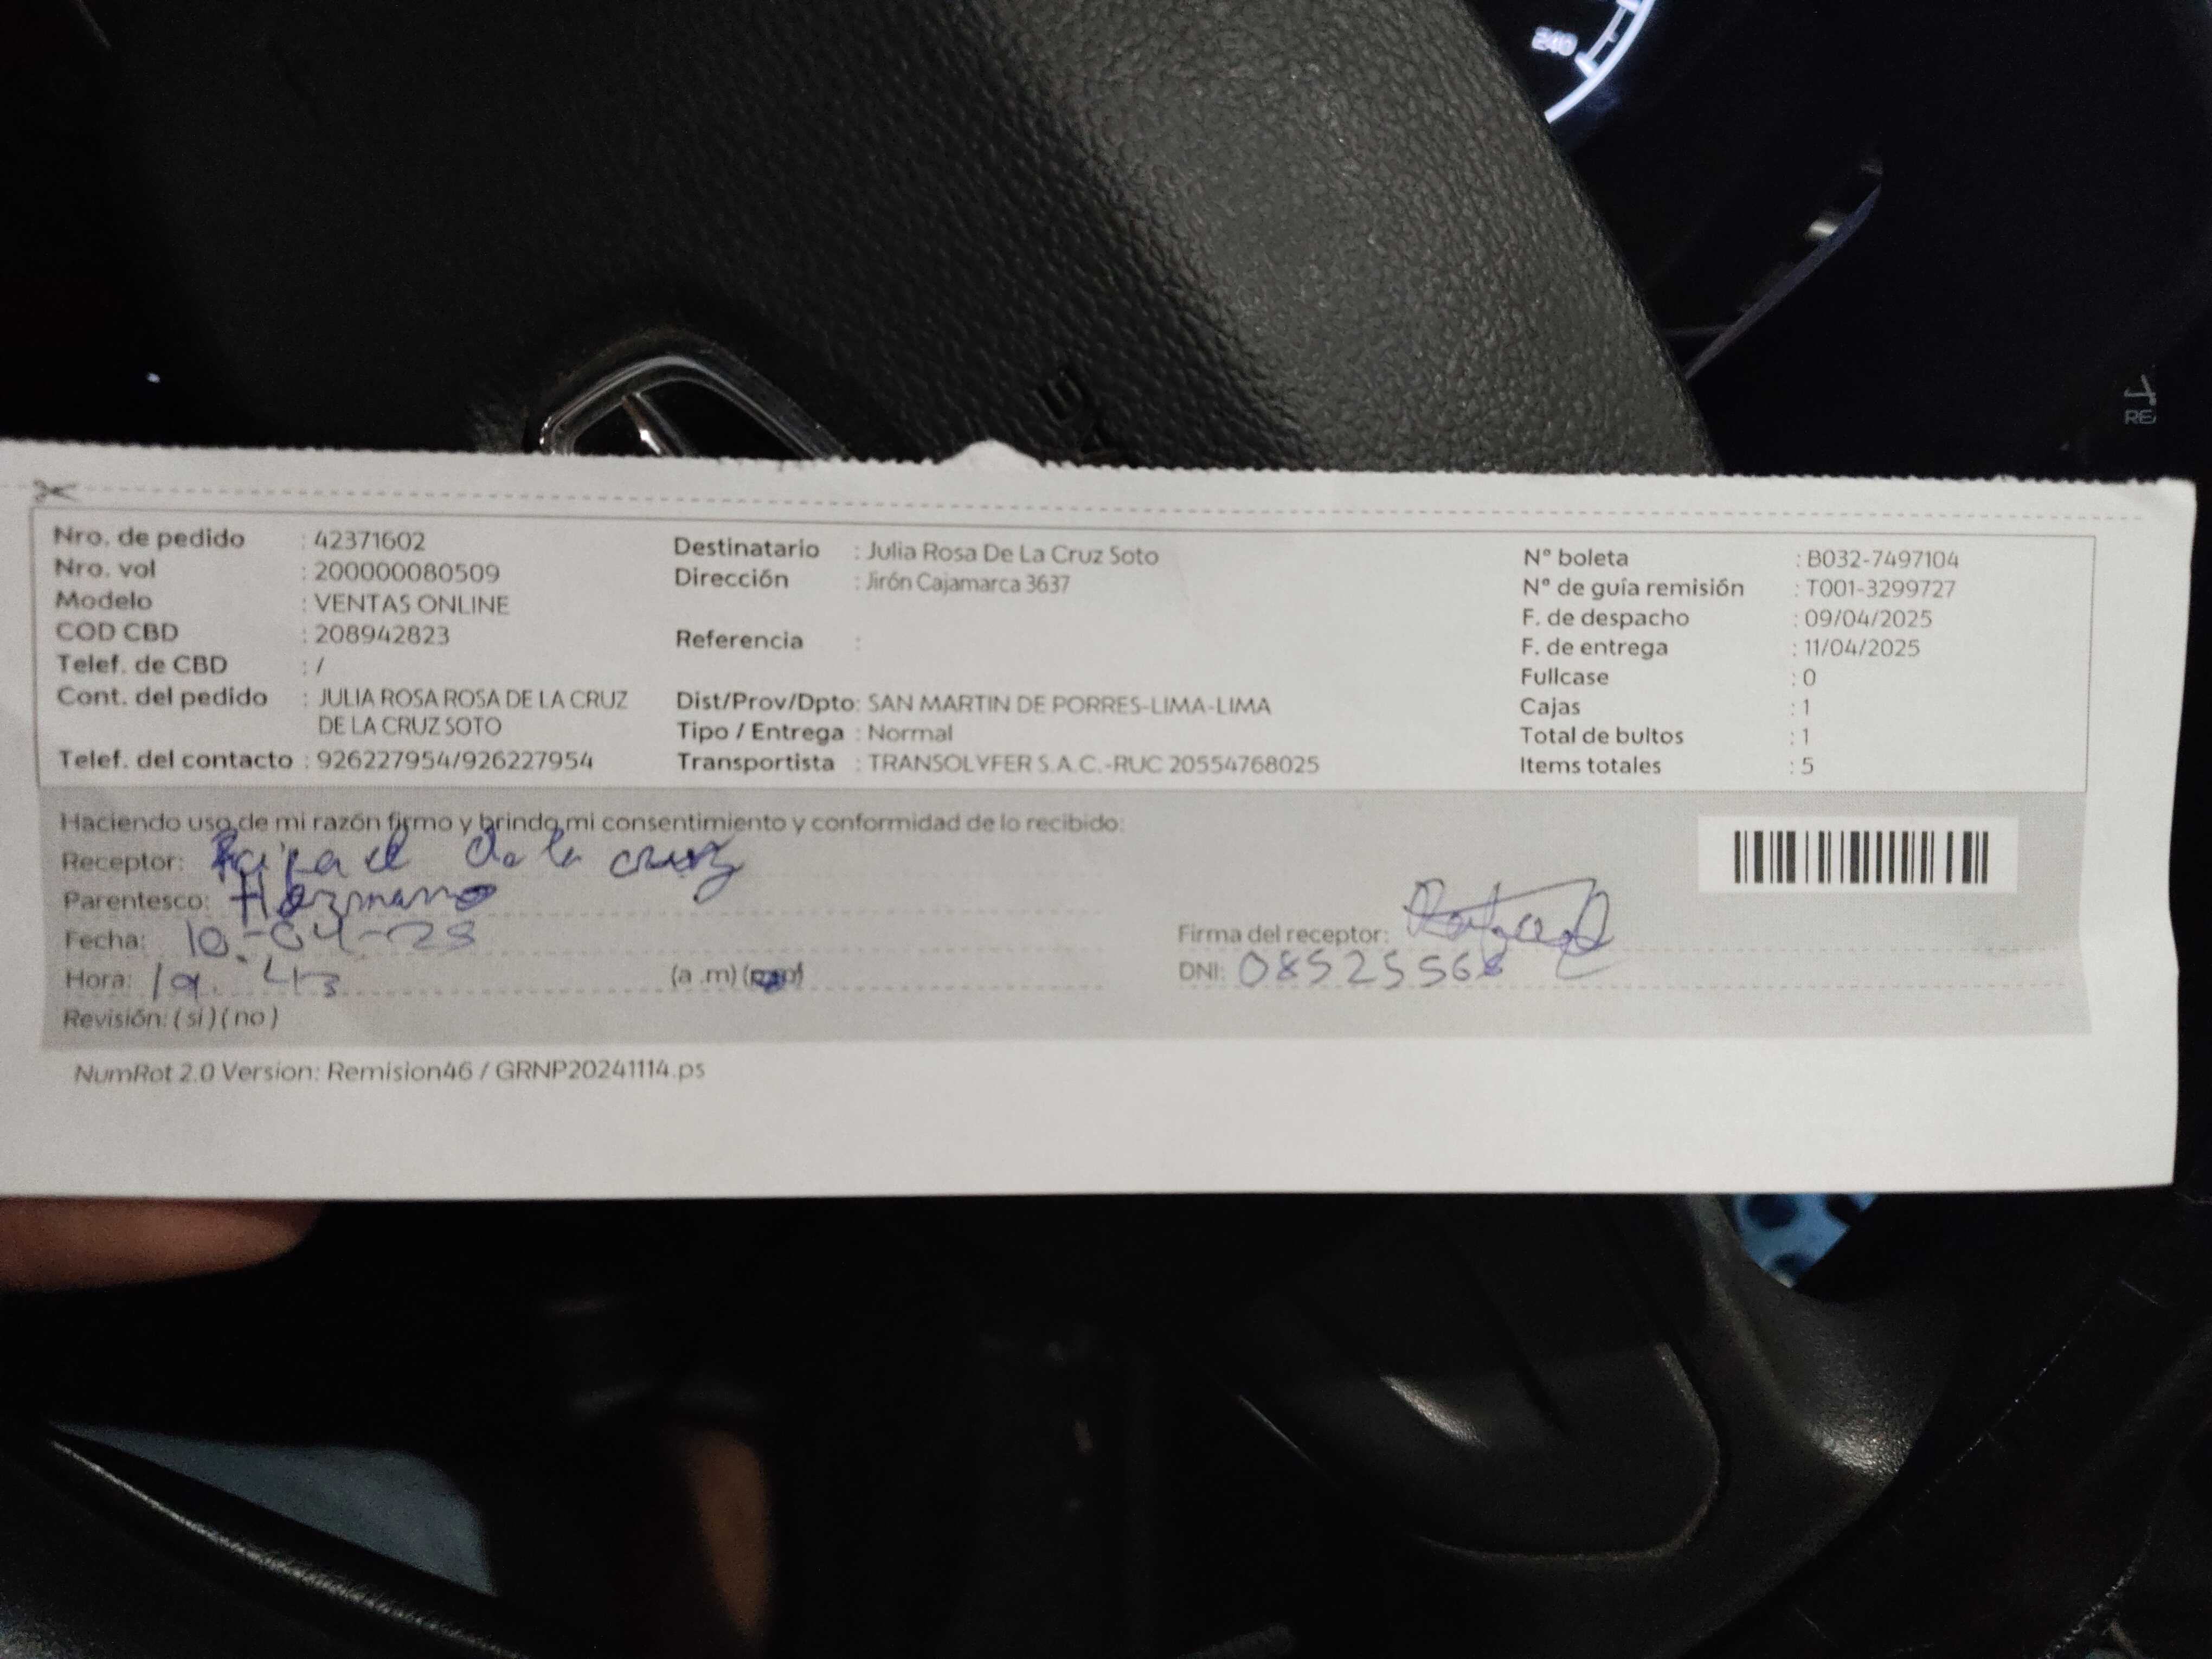 240
RE
Nro. de pedido : 42371602
Nro. vol : 200000080509
Modelo : VENTAS ONLINE
COD CBD : 208942823
Telef. de CBD : /
Cont. del pedido : JULIA ROSA ROSA DE LA CRUZ
DE LA CRUZ SOTO
Telef. del contacto : 926227954/926227954
Destinatario : Julia Rosa De La Cruz Soto
Dirección : Jirón Cajamarca 3637
Referencia :
Dist/Prov/Dpto: SAN MARTIN DE PORRES-LIMA-LIMA
Tipo / Entrega : Normal
Transportista : TRANSOLYFER S.A.C.-RUC 20554768025
N° boleta : B032-7497104
N° de guía remisión : T001-3299727
F. de despacho : 09/04/2025
F. de entrega : 11/04/2025
Fullcase : 0
Cajas : 1
Total de bultos : 1
Items totales : 5
Haciendo uso de mi razón firmo y brindo mi consentimiento y conformidad de lo recibido:
Receptor: de la cruz
Parentesco: Hermano
Fecha: 10-04-25
Hora: 19.43 (a .m)
Revisión: ( si ) ( no )
Firma del receptor:
DNI: 08525568
NumRot 2.0 Version: Remision46 / GRNP20241114.ps